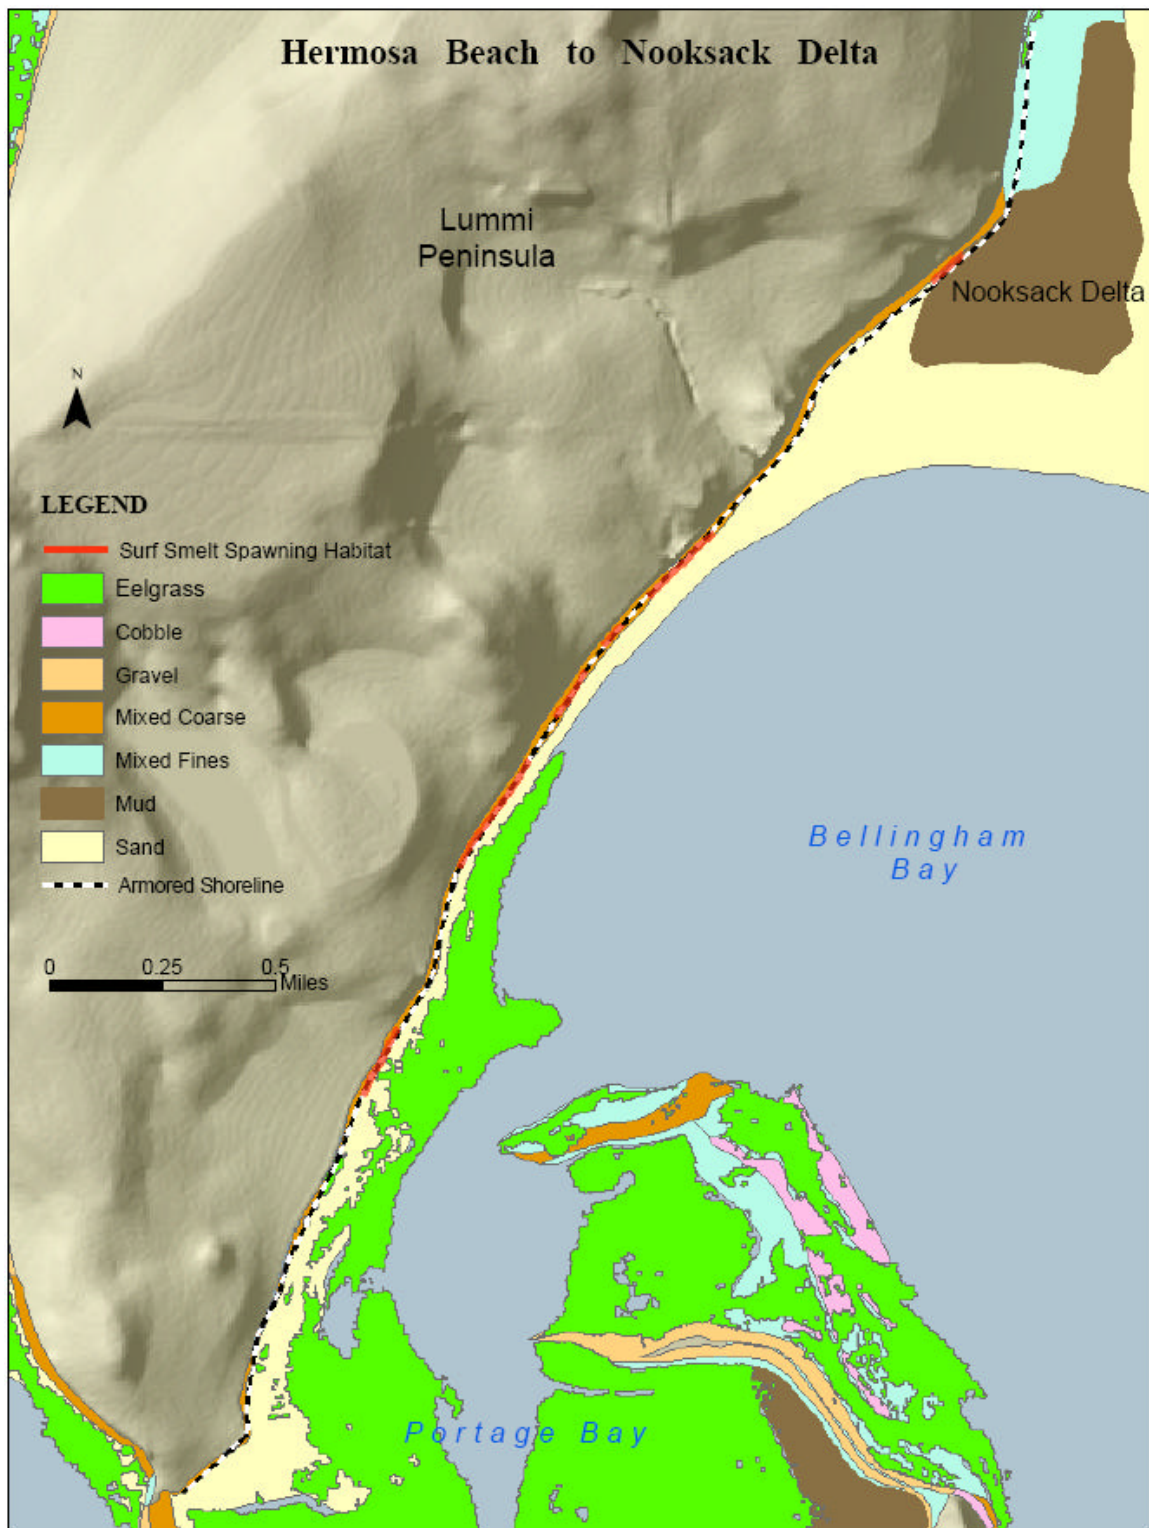 Hermosa Beach to Nooksack Delta
Lummi
Peninsula
Nooksack Delta
N
LEGEND
Surf Smelt Spawning Habitat
Eelgrass
Cobble
Gravel
Mixed Coarse
Mixed Fines
Mud
Sand
Armored Shoreline
0 0.25 0.5
Miles
Bellingham
Bay
Portage Bay